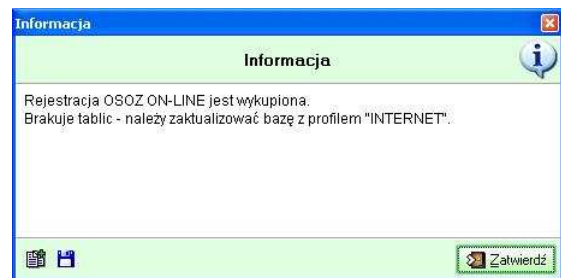 Informacja
Informacja
Rejestracja OSOZ ON-LINE jest wykupiona.
Brakuje tablic - należy zaktualizować bazę z profilem "INTERNET".
Zatwierdź